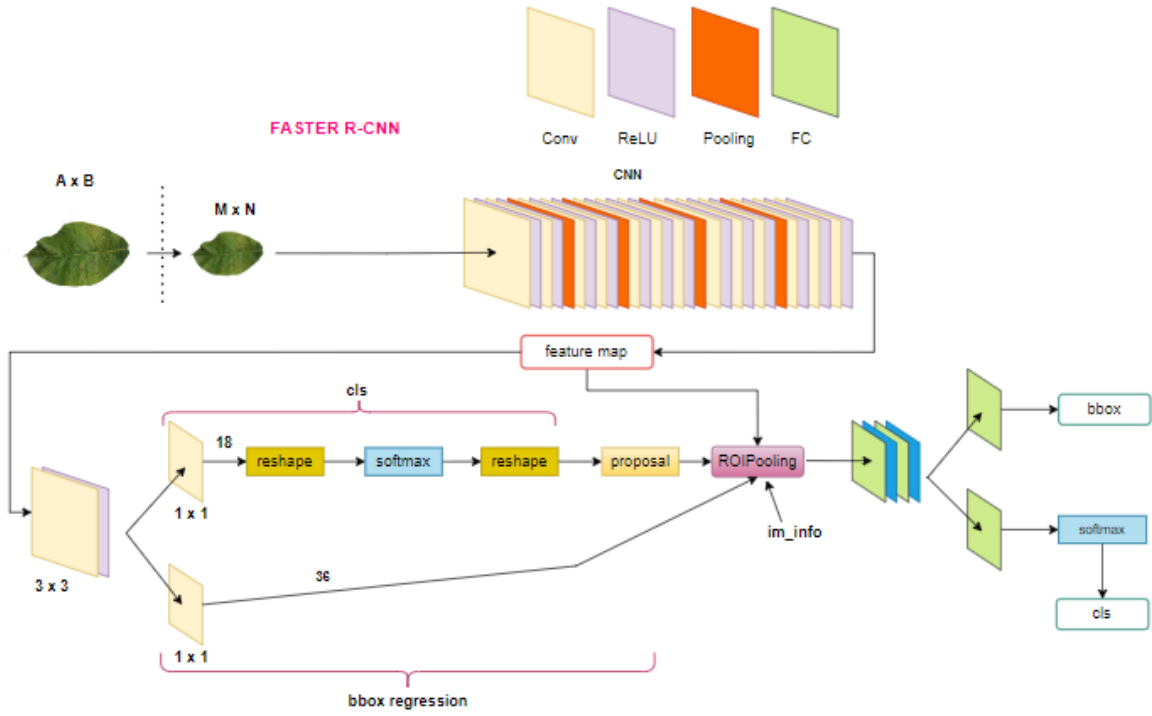 FASTER R-CNN
Conv
ReLU
Pooling
FC
CNN
A x B
M x N
feature map
cls
18
reshape
softmax
reshape
proposal
ROIPooling
bbox
1 x 1
im_info
softmax
3 x 3
36
cls
1 x 1
bbox regression